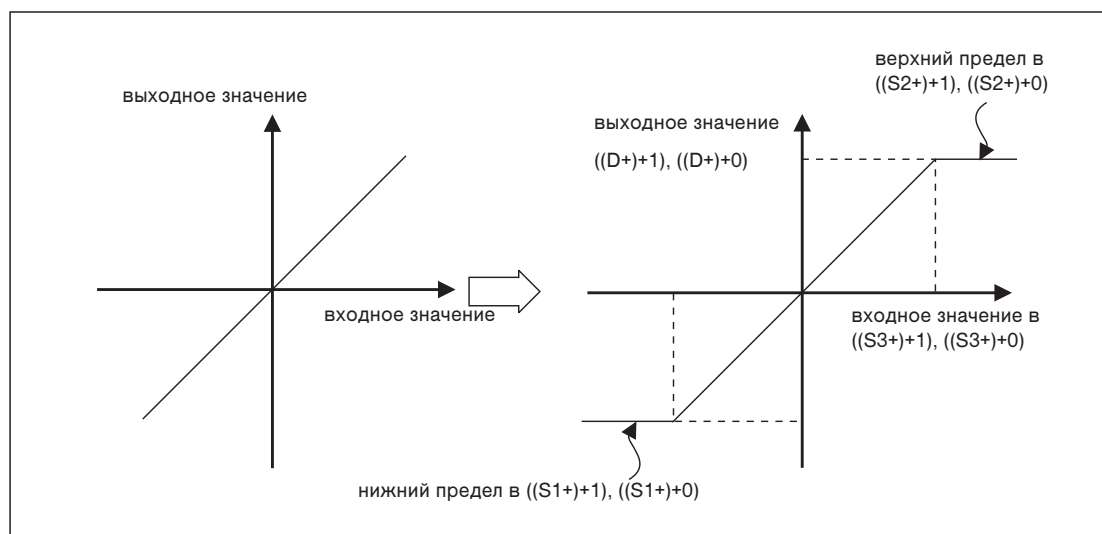 выходное значение
входное значение
верхний предел в
((S2+)+1), ((S2+)+0)
выходное значение
((D+)+1), ((D+)+0)
входное значение в
((S3+)+1), ((S3+)+0)
нижний предел в ((S1+)+1), ((S1+)+0)